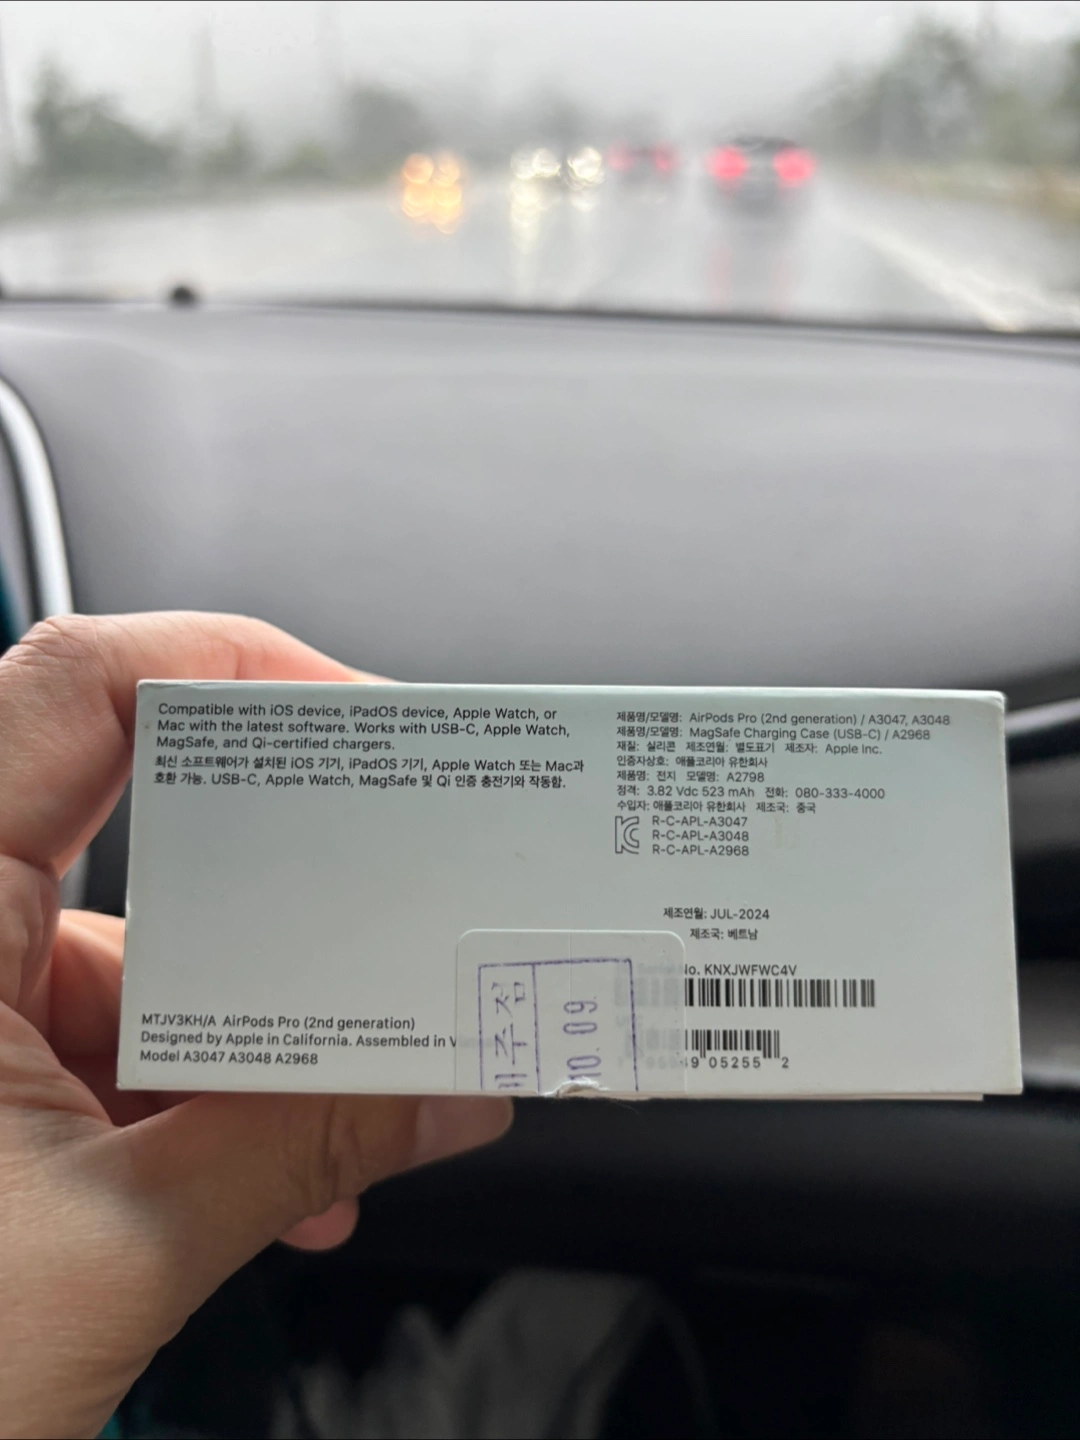 Compatible with iOS device, iPadOS device, Apple Watch, or
Mac with the latest software. Works with USB-C, Apple Watch,
MagSafe, and Qi-certified chargers.
최신 소프트웨어가 설치된 iOS 기기, iPadOS 기기, Apple Watch 또는 Mac과
호환 가능. USB-C, Apple Watch, MagSafe 및 Qi 인증 충전기와 작동함.
MTJV3KH/A AirPods Pro (2nd generation)
Designed by Apple in California. Assembled in
Model A3047 A3048 A2968
제품명/모델명: AirPods Pro (2nd generation) / A3047, A3048
제품명/모델명: MagSafe Charging Case (USB-C) / A2968
재질: 실리콘 제조연월: 별도표기 제조자: Apple Inc.
인증자상호: 애플코리아 유한회사
제품명: 전지 모델명: A2798
정격: 3.82 Vdc 523 mAh 전화: 080-333-4000
수입자: 애플코리아 유한회사 제조국: 중국
R-C-APL-A3047
R-C-APL-A3048
R-C-APL-A2968
제조연월: JUL-2024
제조국: 베트남
No. KNXJWFWC4V
9 05255 2
10. 09.